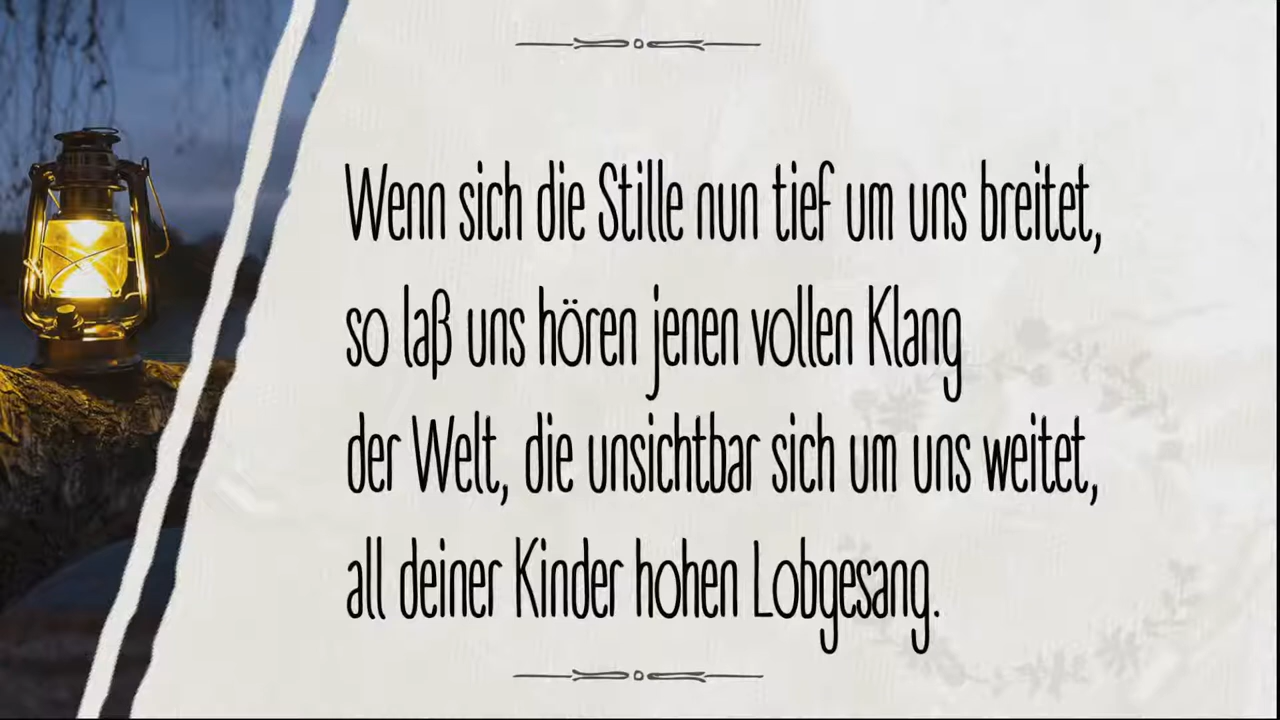 Wenn sich die Stille nun tief um uns breitet,
so laß uns hören jenen vollen Klang
der Welt, die unsichtbar sich um uns weitet,
all deiner Kinder hohen Lobgesang.